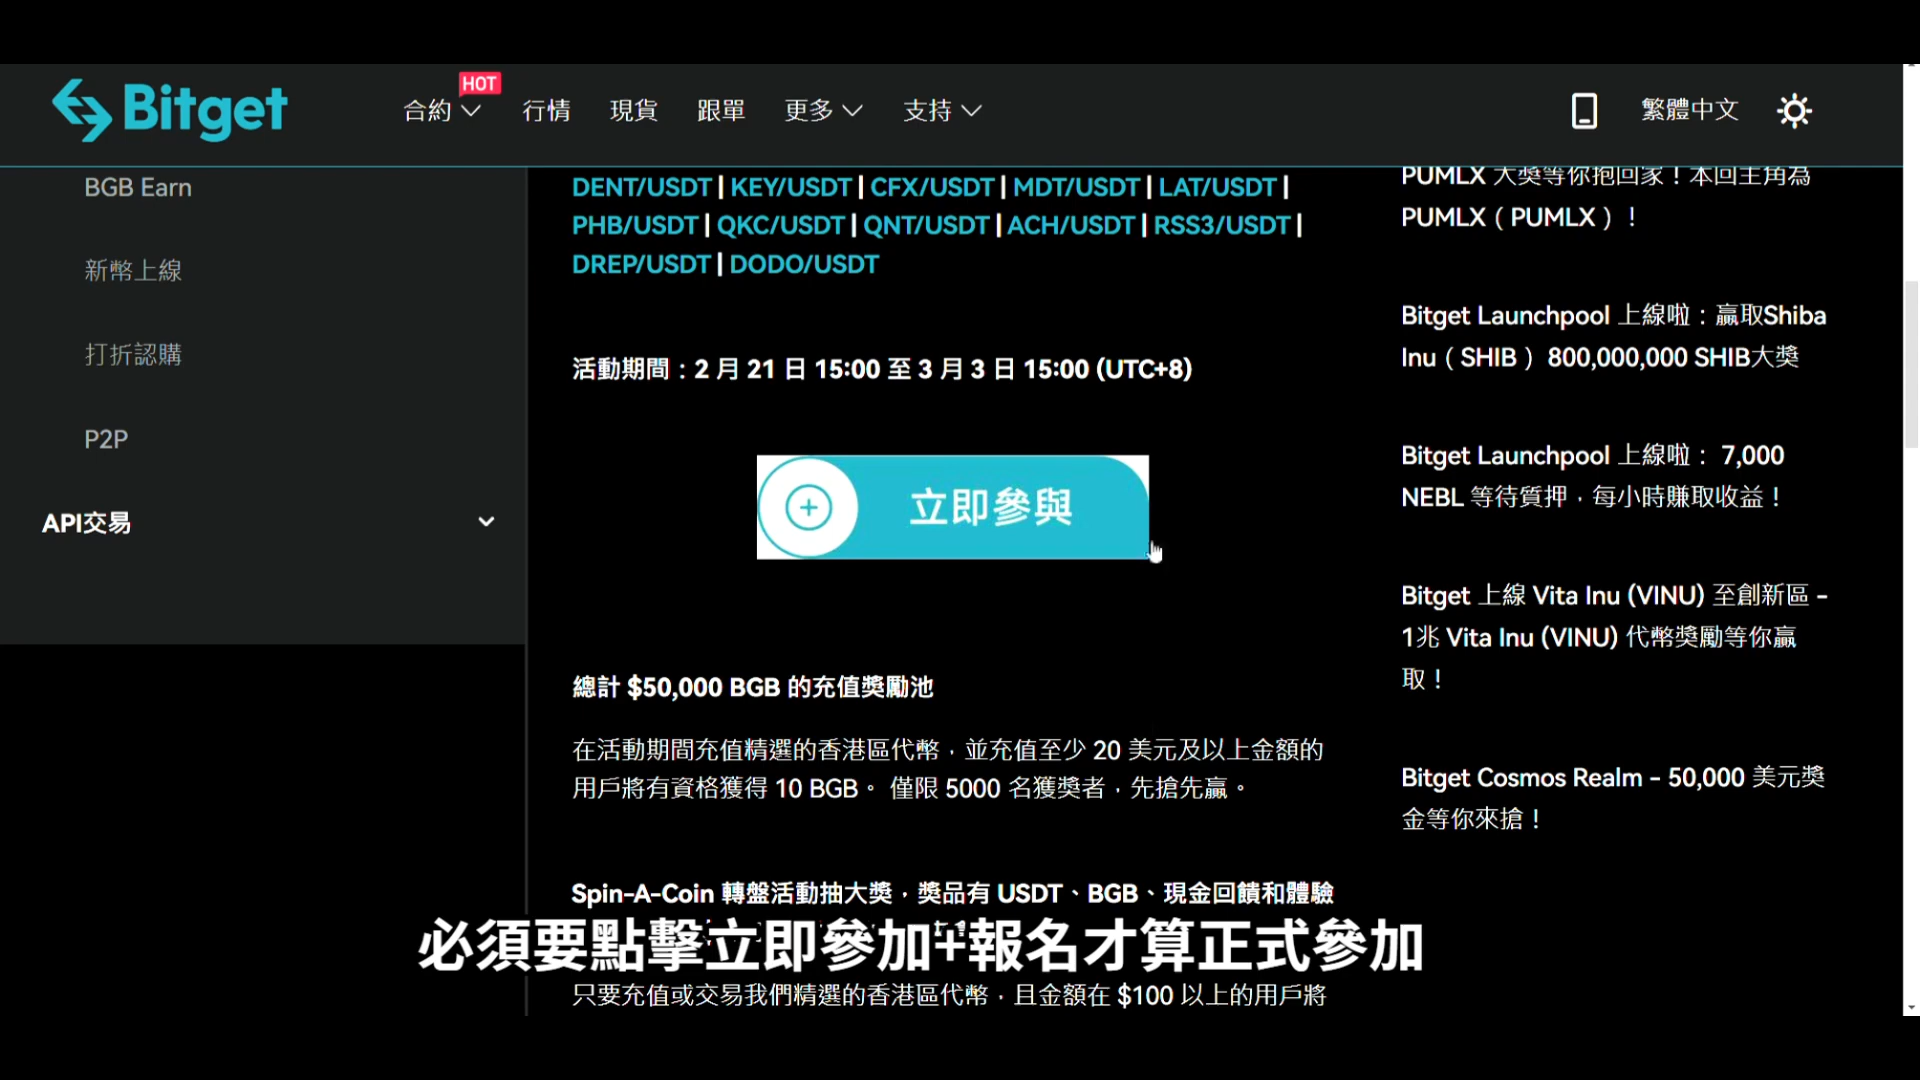 Bitget
合約
HOT
行情
現貨
跟單
更多
支持
繁體中文
BGB Earn
新幣上線
打折認購
P2P
API交易
DENT/USDT | KEY/USDT | CFX/USDT | MDT/USDT | LAT/USDT |
PHB/USDT | QKC/USDT | QNT/USDT | ACH/USDT | RSS3/USDT |
DREP/USDT | DODO/USDT
活動期間：2 月 21 日 15:00 至 3 月 3 日 15:00 (UTC+8)
立即參與
總計 $50,000 BGB 的充值獎勵池
在活動期間充值精選的香港區代幣，並充值至少 20 美元及以上金額的
用戶將有資格獲得 10 BGB。 僅限 5000 名獲獎者，先搶先贏。
Spin-A-Coin 轉盤活動抽大獎，獎品有 USDT、BGB、現金回饋和體驗
必須要點擊立即參加+報名才算正式參加
只要充值或交易我們精選的香港區代幣，且金額在 $100 以上的用戶將
PUMLX 大獎等你抱回家！本回主角為
PUMLX（PUMLX）！
Bitget Launchpool 上線啦：贏取Shiba
Inu（SHIB） 800,000,000 SHIB大獎
Bitget Launchpool 上線啦： 7,000
NEBL 等待質押，每小時賺取收益！
Bitget 上線 Vita Inu (VINU) 至創新區 –
1兆 Vita Inu (VINU) 代幣獎勵等你贏
取！
Bitget Cosmos Realm – 50,000 美元獎
金等你來搶！